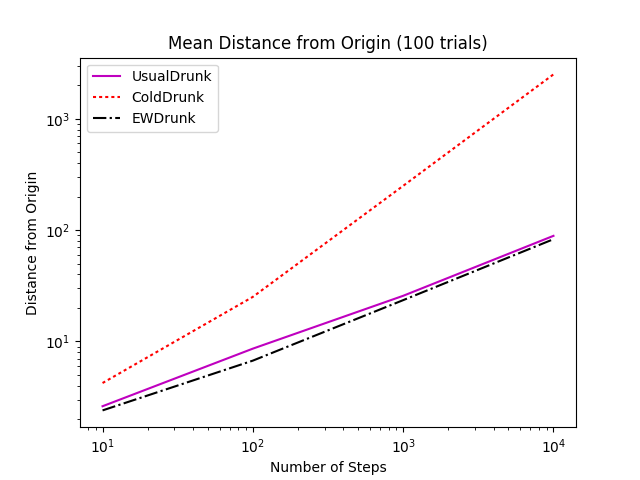 Mean Distance from Origin (100 trials)
UsualDrunk
ColdDrunk
EWDrunk
Distance from Origin
10³
10²
10¹
10¹ 10² 10³ 10⁴
Number of Steps